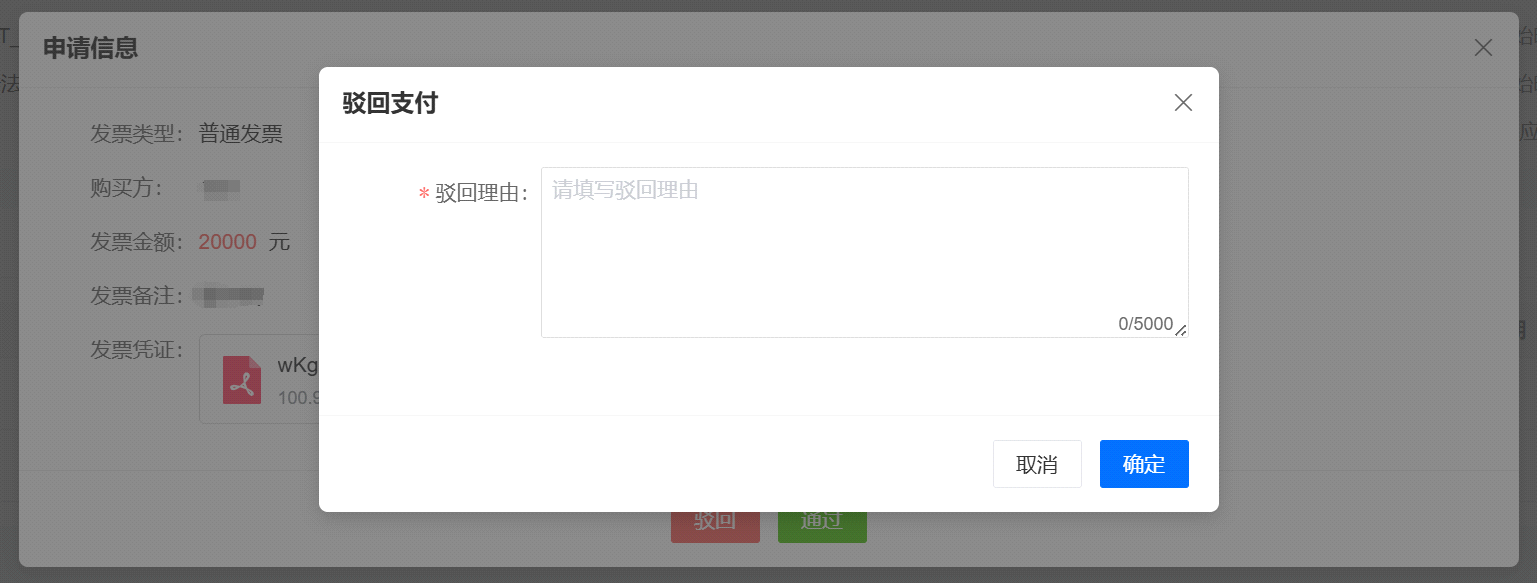 申请信息
驳回支付
发票类型： 普通发票
购买方：
发票金额： 20000 元
发票备注：
发票凭证：
wKg
100.9
* 驳回理由：
请填写驳回理由
0/5000
取消 确定
驳回 通过